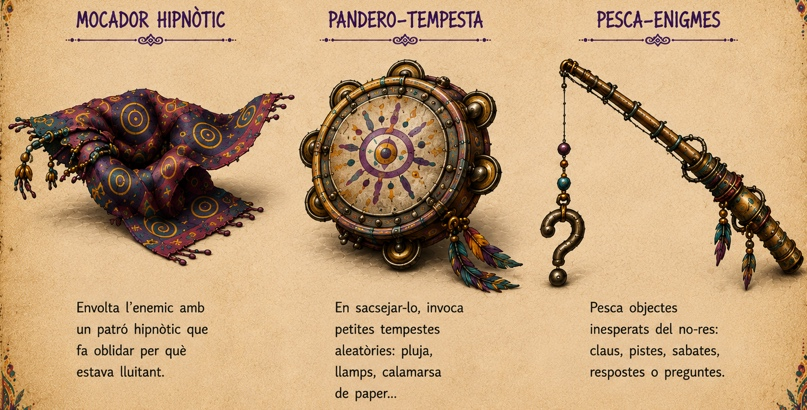 MOCADOR HIPNÒTIC
Envolta l'enemic amb
un patró hipnòtic que
fa oblidar per què
estava lluitant.
PANDERO-TEMPESTA
En sacsejar-lo, invoca
petites tempestes
aleatòries: pluja,
llamps, calamarsa
de paper...
PESCA-ENIGMES
Pesca objectes
inesperats del no-res:
claus, pistes, sabates,
respostes o preguntes.